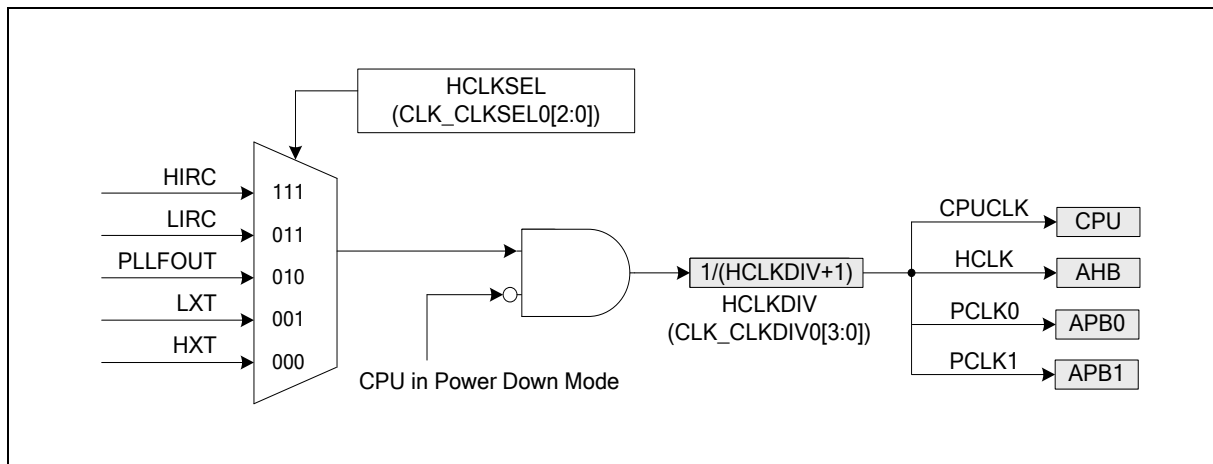 HCLKSEL
(CLK_CLKSEL0[2:0])
HIRC
111
LIRC
011
PLLFOUT
010
LXT
001
HXT
000
CPU in Power Down Mode
1/(HCLKDIV+1)
HCLKDIV
(CLK_CLKDIV0[3:0])
CPUCLK
CPU
HCLK
AHB
PCLK0
APB0
PCLK1
APB1